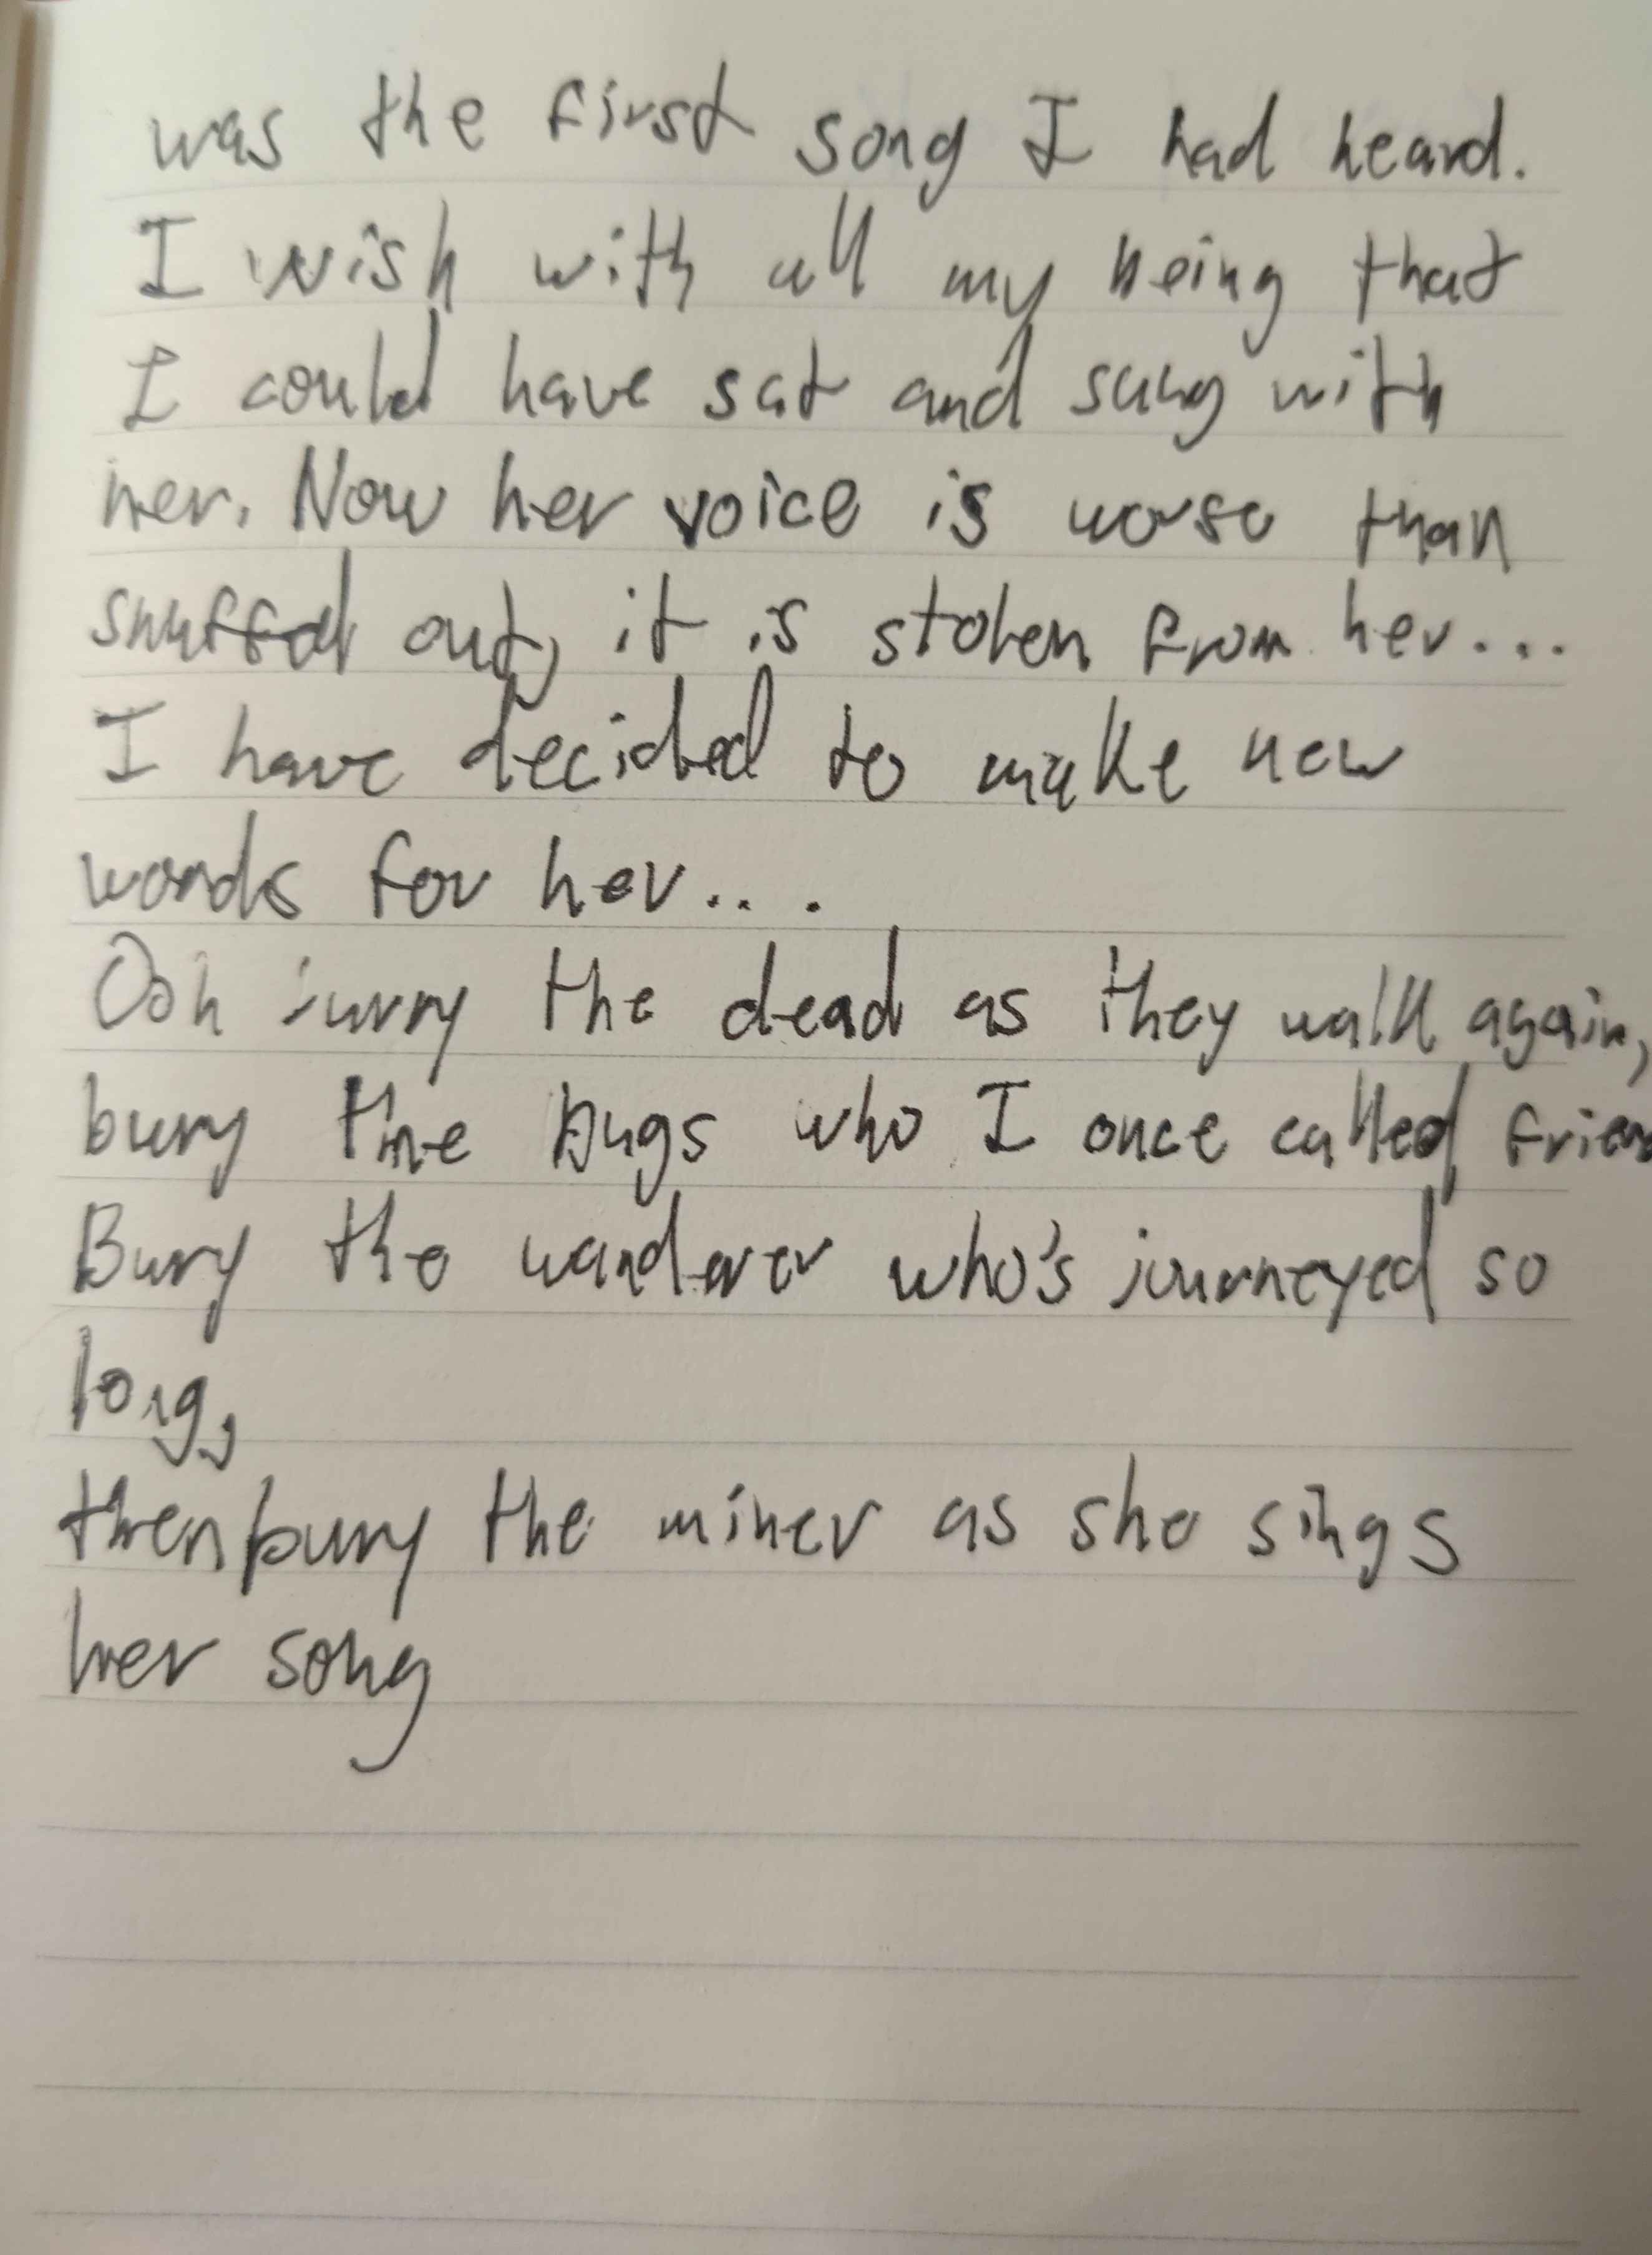 was the first song I had heard.
I wish with all my being that
I could have sat and sung with
her. Now her voice is worse than
snuffed out, it is stolen from her...
I have decided to make new
words for her....
Ooh the dead as they walk again,
bury the bugs who I once called
Bury the wanderer who's journeyed so
long,
then bury the miner as she sings
her song